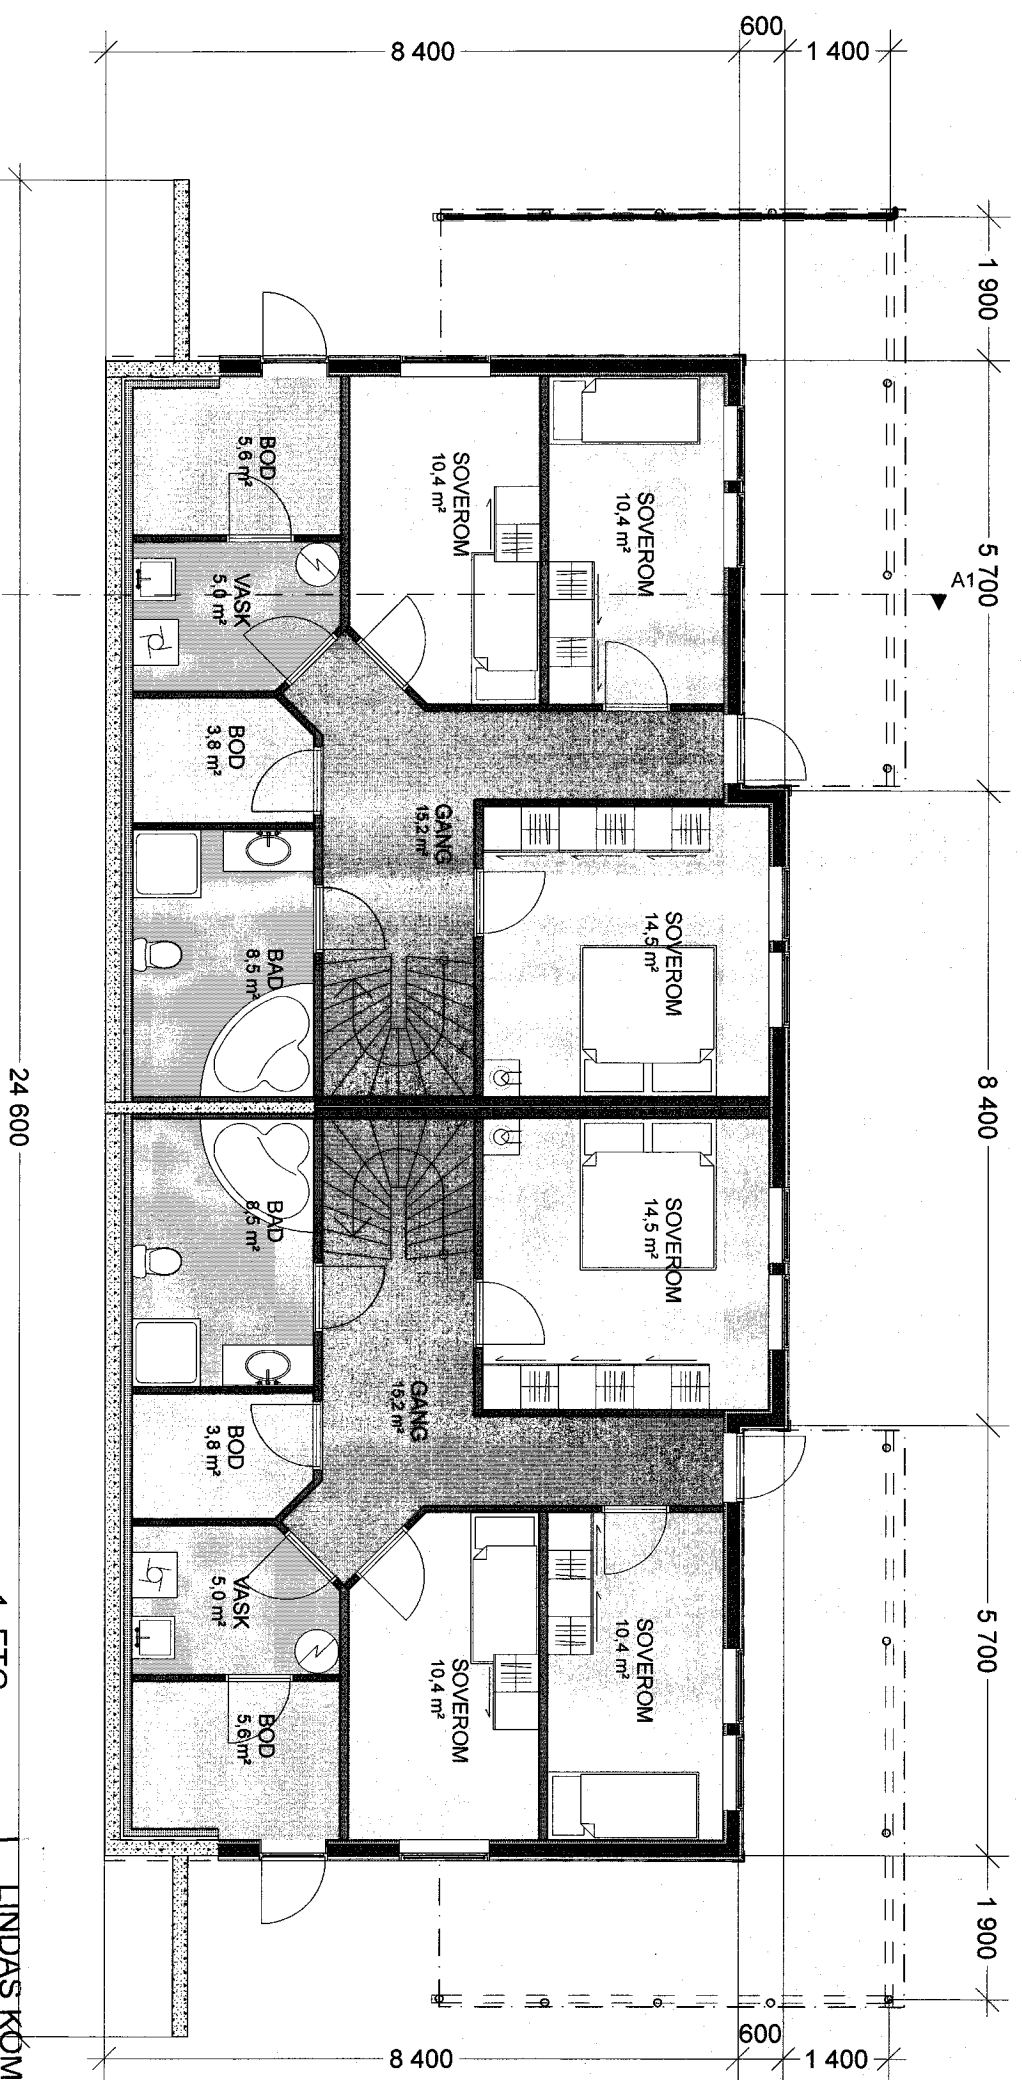 8 400
600
1 400
1 900
5 700
A1
8 400
5 700
1 900
24 600
BOD
5,6 m²
SOVEROM
10,4 m²
SOVEROM
10,4 m²
VASK
5,0 m²
BOD
3,8 m²
GANG
15,2 m²
BAD
8,5 m²
SOVEROM
14,5 m²
BAD
8,5 m²
SOVEROM
14,5 m²
GANG
15,2 m²
BOD
3,8 m²
VASK
5,0 m²
SOVEROM
10,4 m²
SOVEROM
10,4 m²
BOD
5,6 m²
LINDAS KOM
8 400
600
1 400